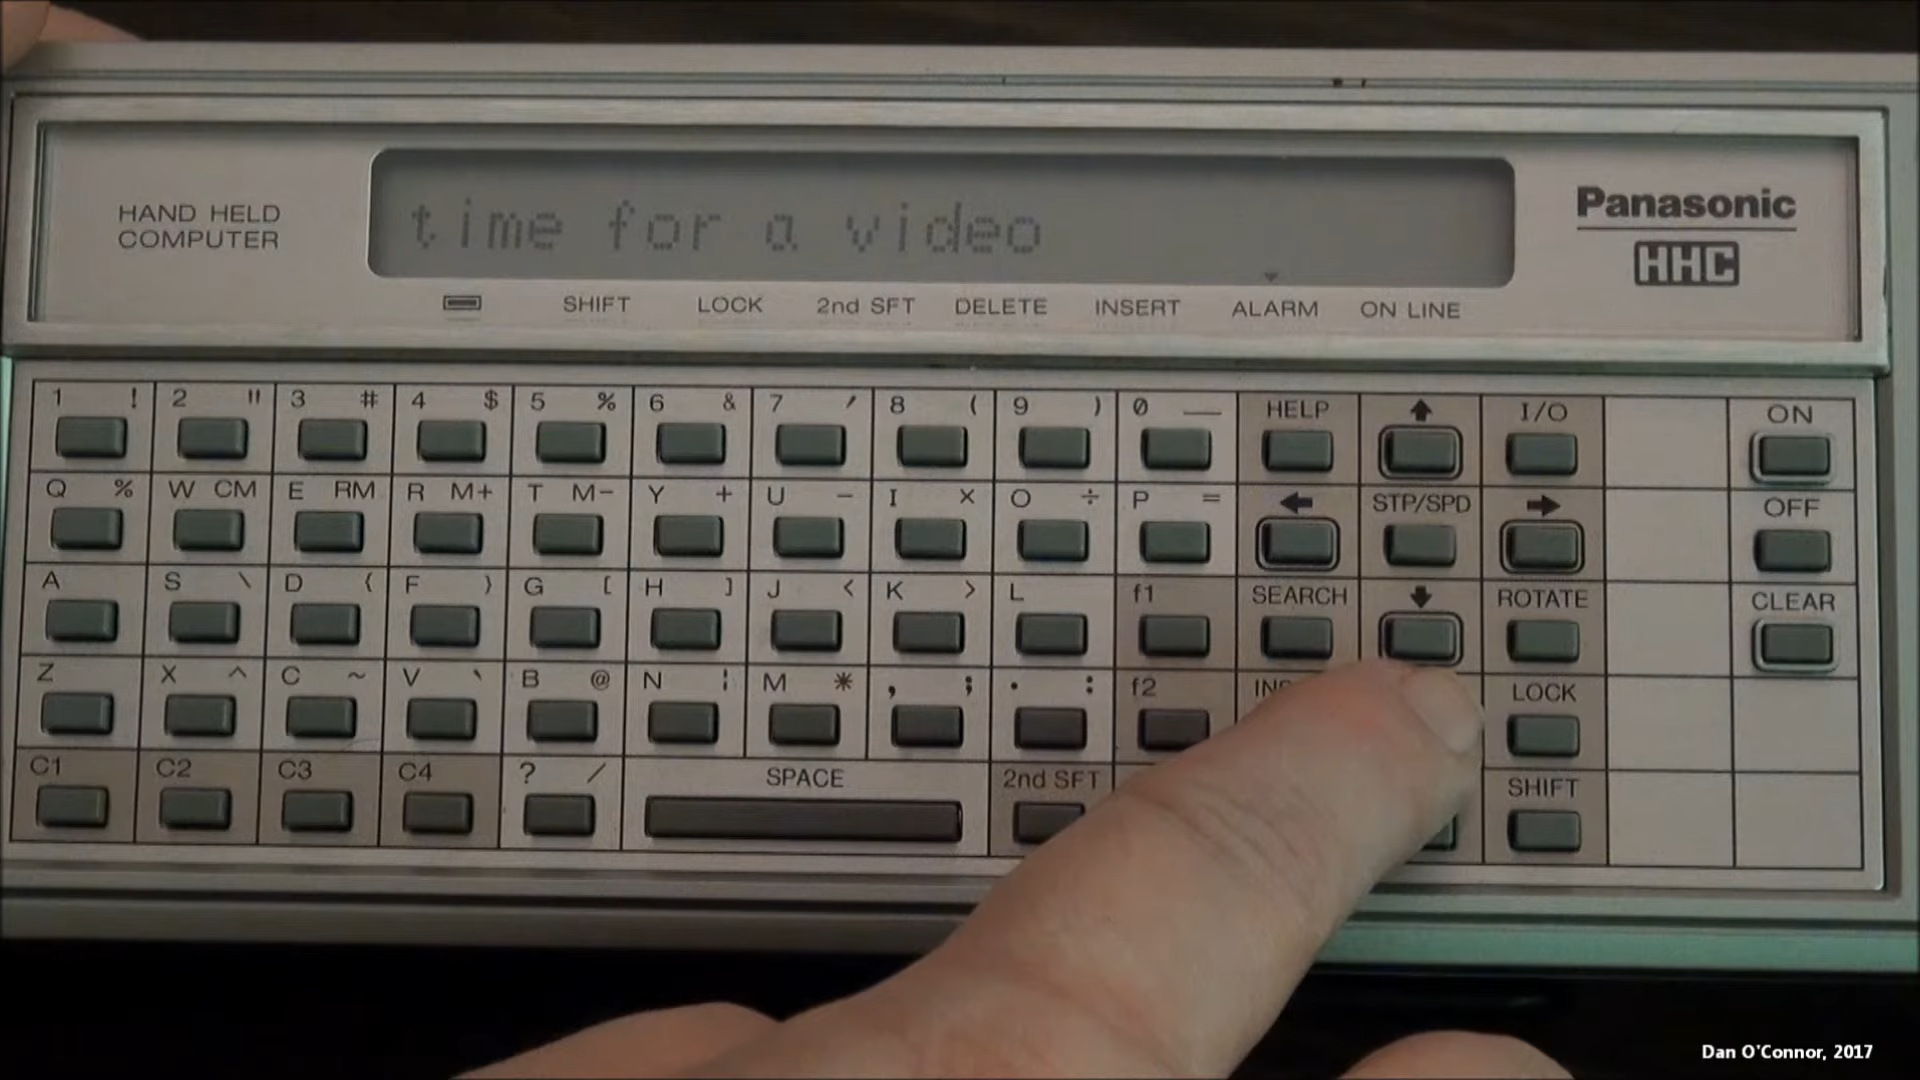 HAND HELD
COMPUTER
time for a video
Panasonic
HHC
SHIFT LOCK 2nd SFT DELETE INSERT ALARM ON LINE
1 ! 2 " 3 # 4 $ 5 % 6 & 7 ′ 8 ( 9 ) 0 — HELP ⬆ I/O ON
Q % W CM E RM R M+ T M− Y + U − I × O ÷ P = ⬅ STP/SPD ➡ OFF
A S \ D { F } G [ H ] J < K > L f1 SEARCH ⬇ ROTATE CLEAR
Z X ^ C ~ V ` B @ N ¦ M * , ; . : f2 LOCK
C1 C2 C3 C4 ? / SPACE 2nd SFT SHIFT
Dan O'Connor, 2017